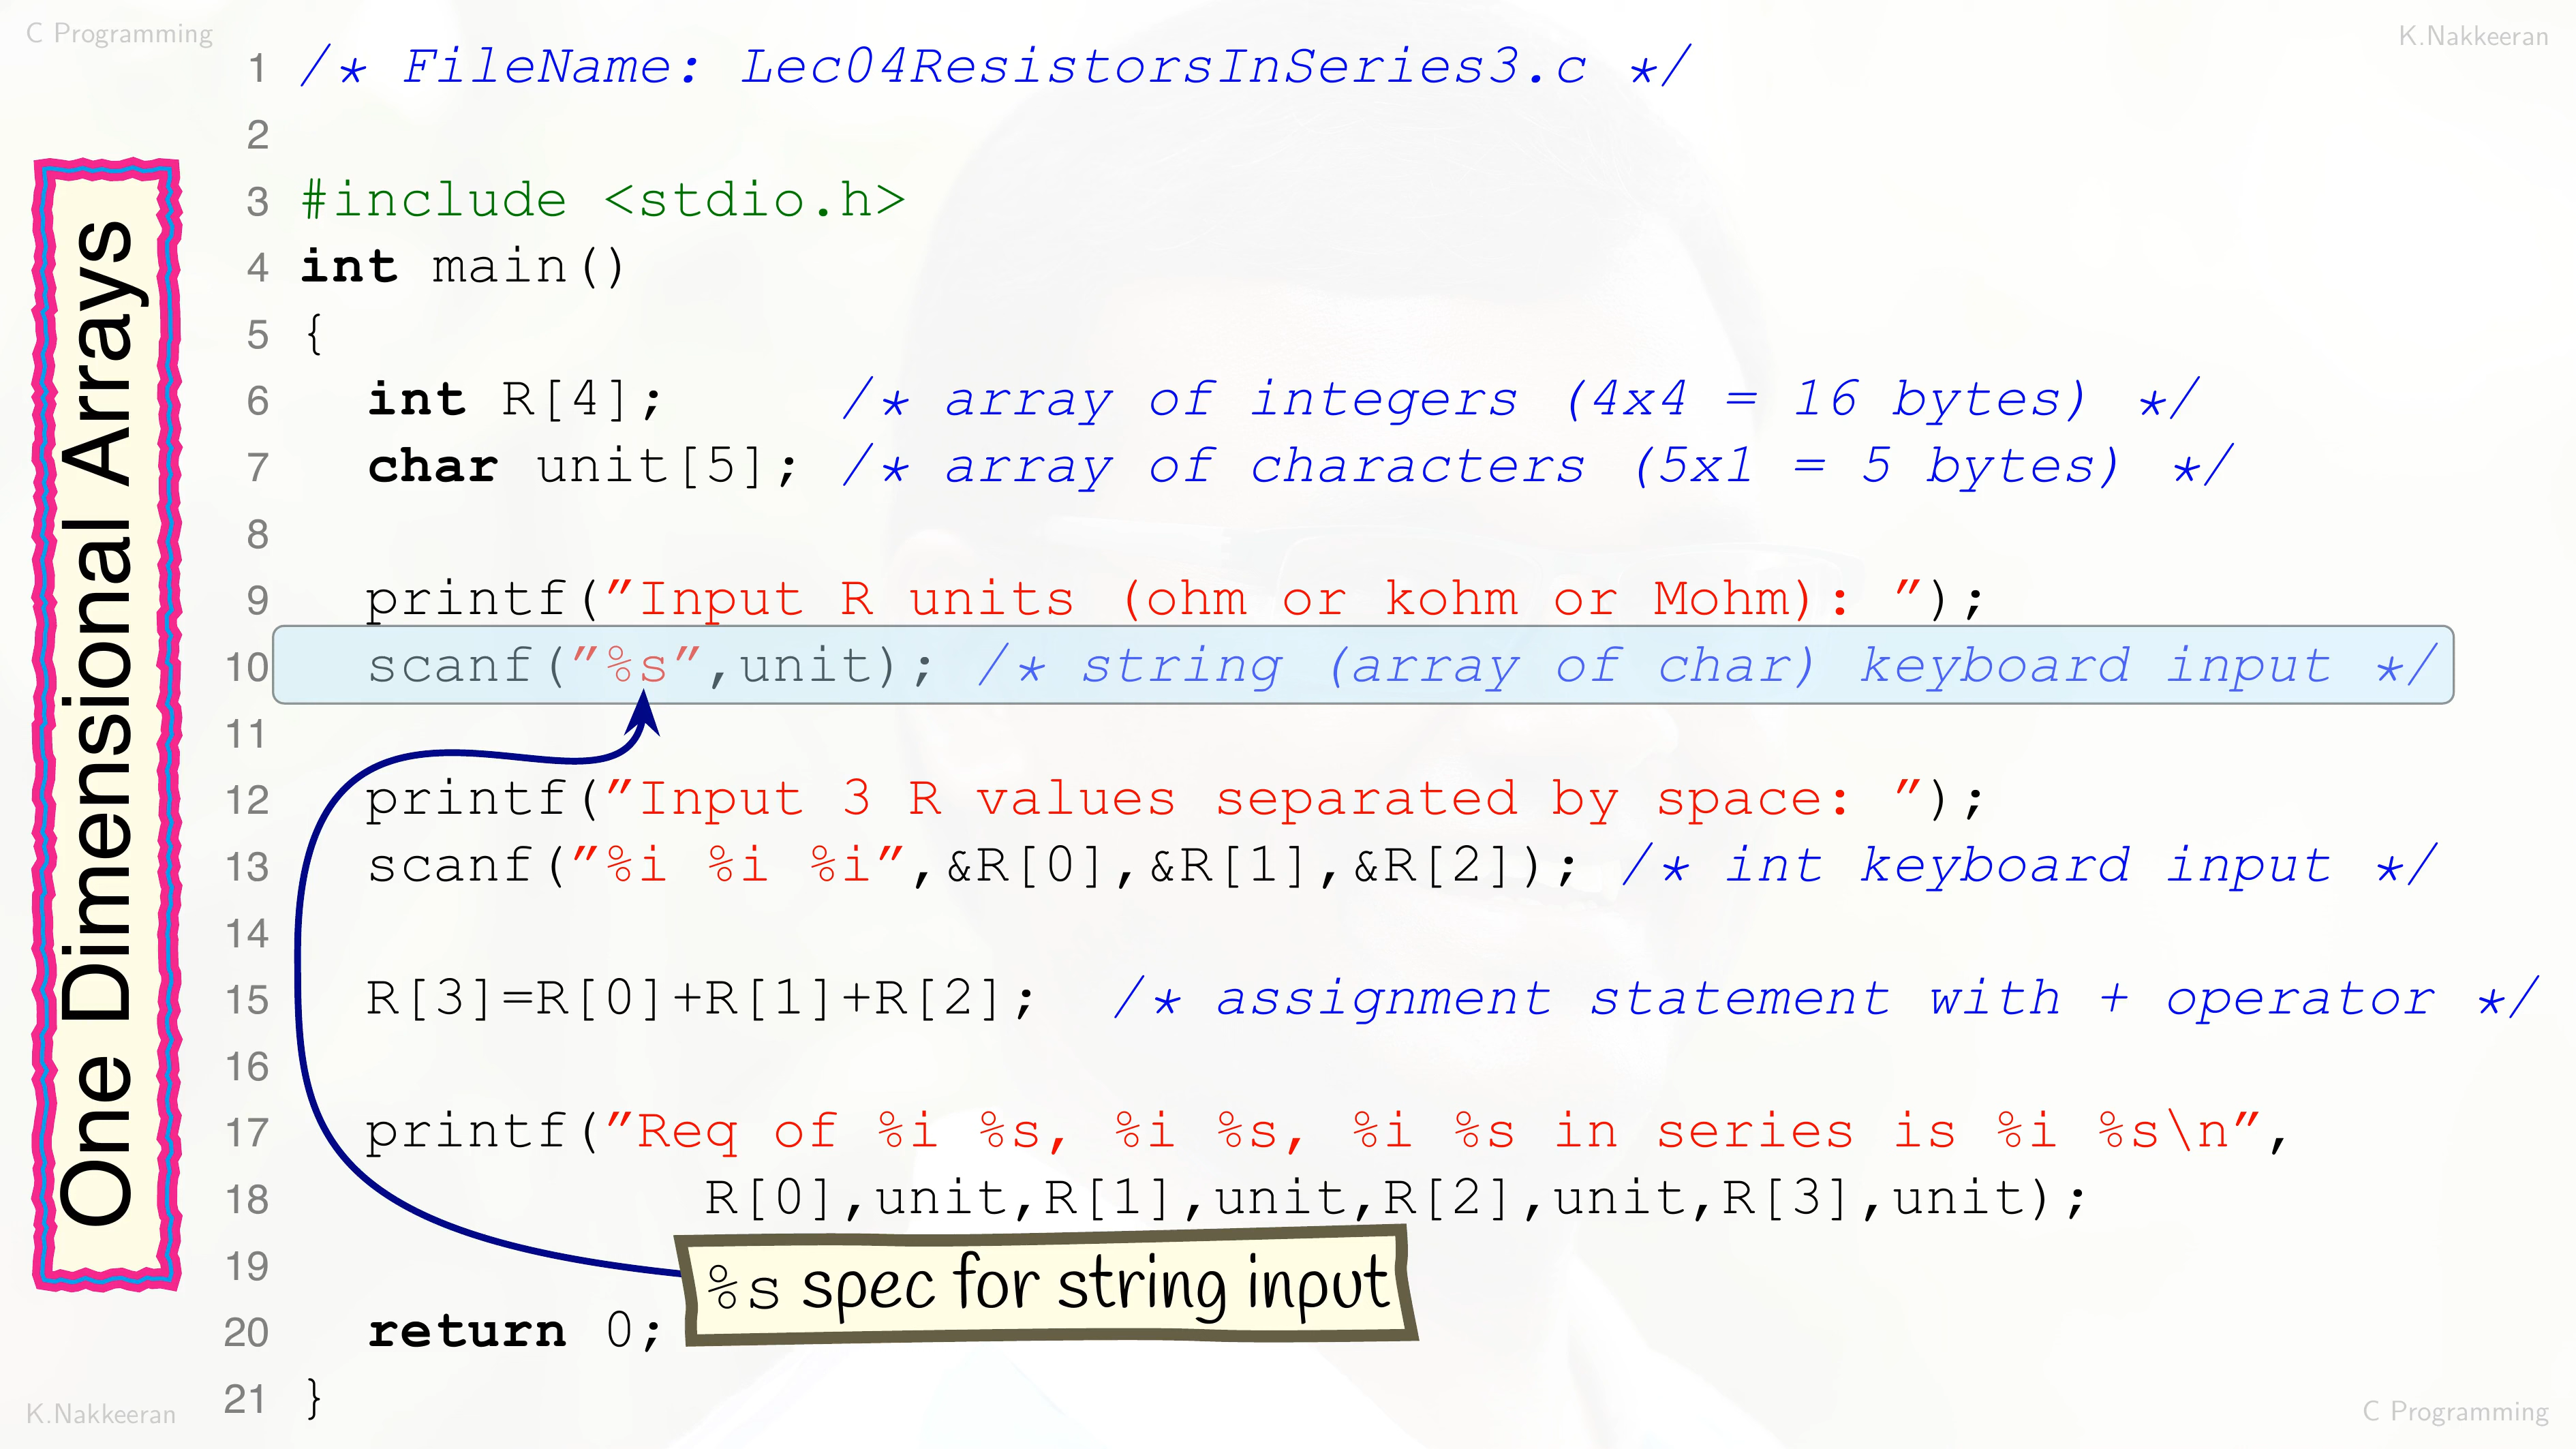 C Programming
K.Nakkeeran
One Dimensional Arrays
1 /* FileName: Lec04ResistorsInSeries3.c */
2
3 #include <stdio.h>
4 int main()
5 {
6   int R[4];     /* array of integers (4x4 = 16 bytes) */
7   char unit[5]; /* array of characters (5x1 = 5 bytes) */
8
9   printf("Input R units (ohm or kohm or Mohm): ");
10   scanf("%s",unit); /* string (array of char) keyboard input */
11
12   printf("Input 3 R values separated by space: ");
13   scanf("%i %i %i",&R[0],&R[1],&R[2]); /* int keyboard input */
14
15   R[3]=R[0]+R[1]+R[2];  /* assignment statement with + operator */
16
17   printf("Req of %i %s, %i %s, %i %s in series is %i %s\n",
18             R[0],unit,R[1],unit,R[2],unit,R[3],unit);
19
%s spec for string input
20   return 0;
21 }
K.Nakkeeran
C Programming